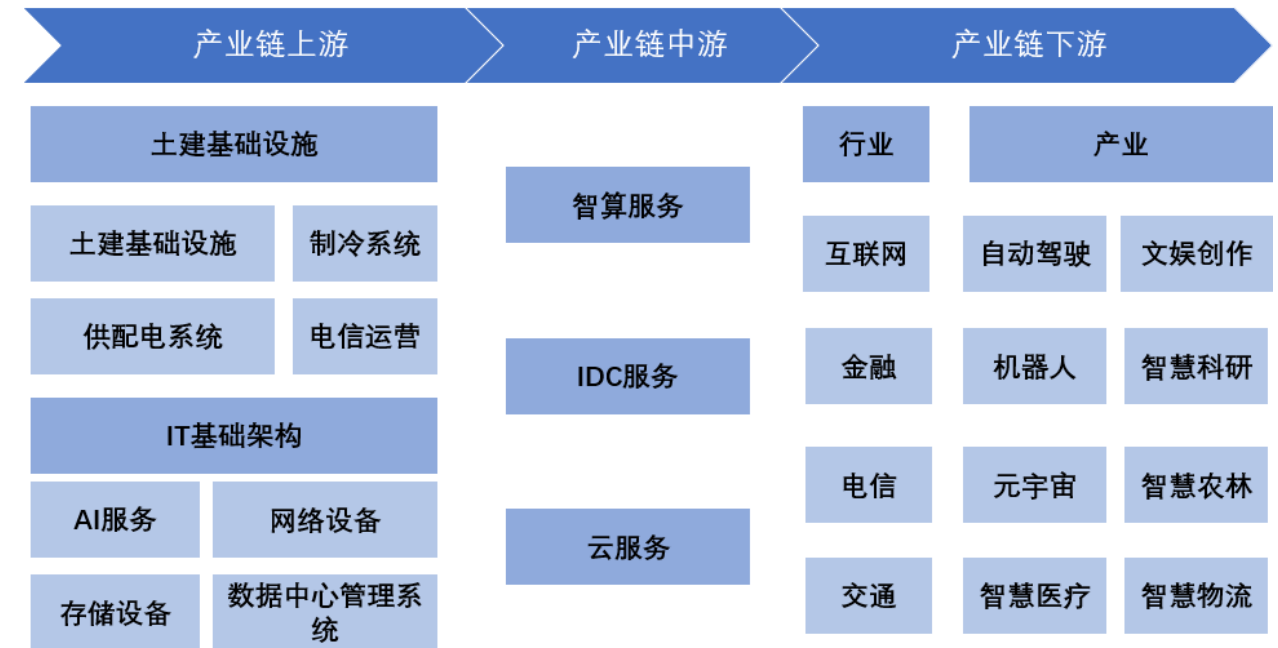 产业链上游
产业链中游
产业链下游
土建基础设施
土建基础设施
制冷系统
供配电系统
电信运营
IT基础架构
AI服务
网络设备
存储设备
数据中心管理系
统
智算服务
IDC服务
云服务
行业
产业
互联网
自动驾驶
文娱创作
金融
机器人
智慧科研
电信
元宇宙
智慧农林
交通
智慧医疗
智慧物流